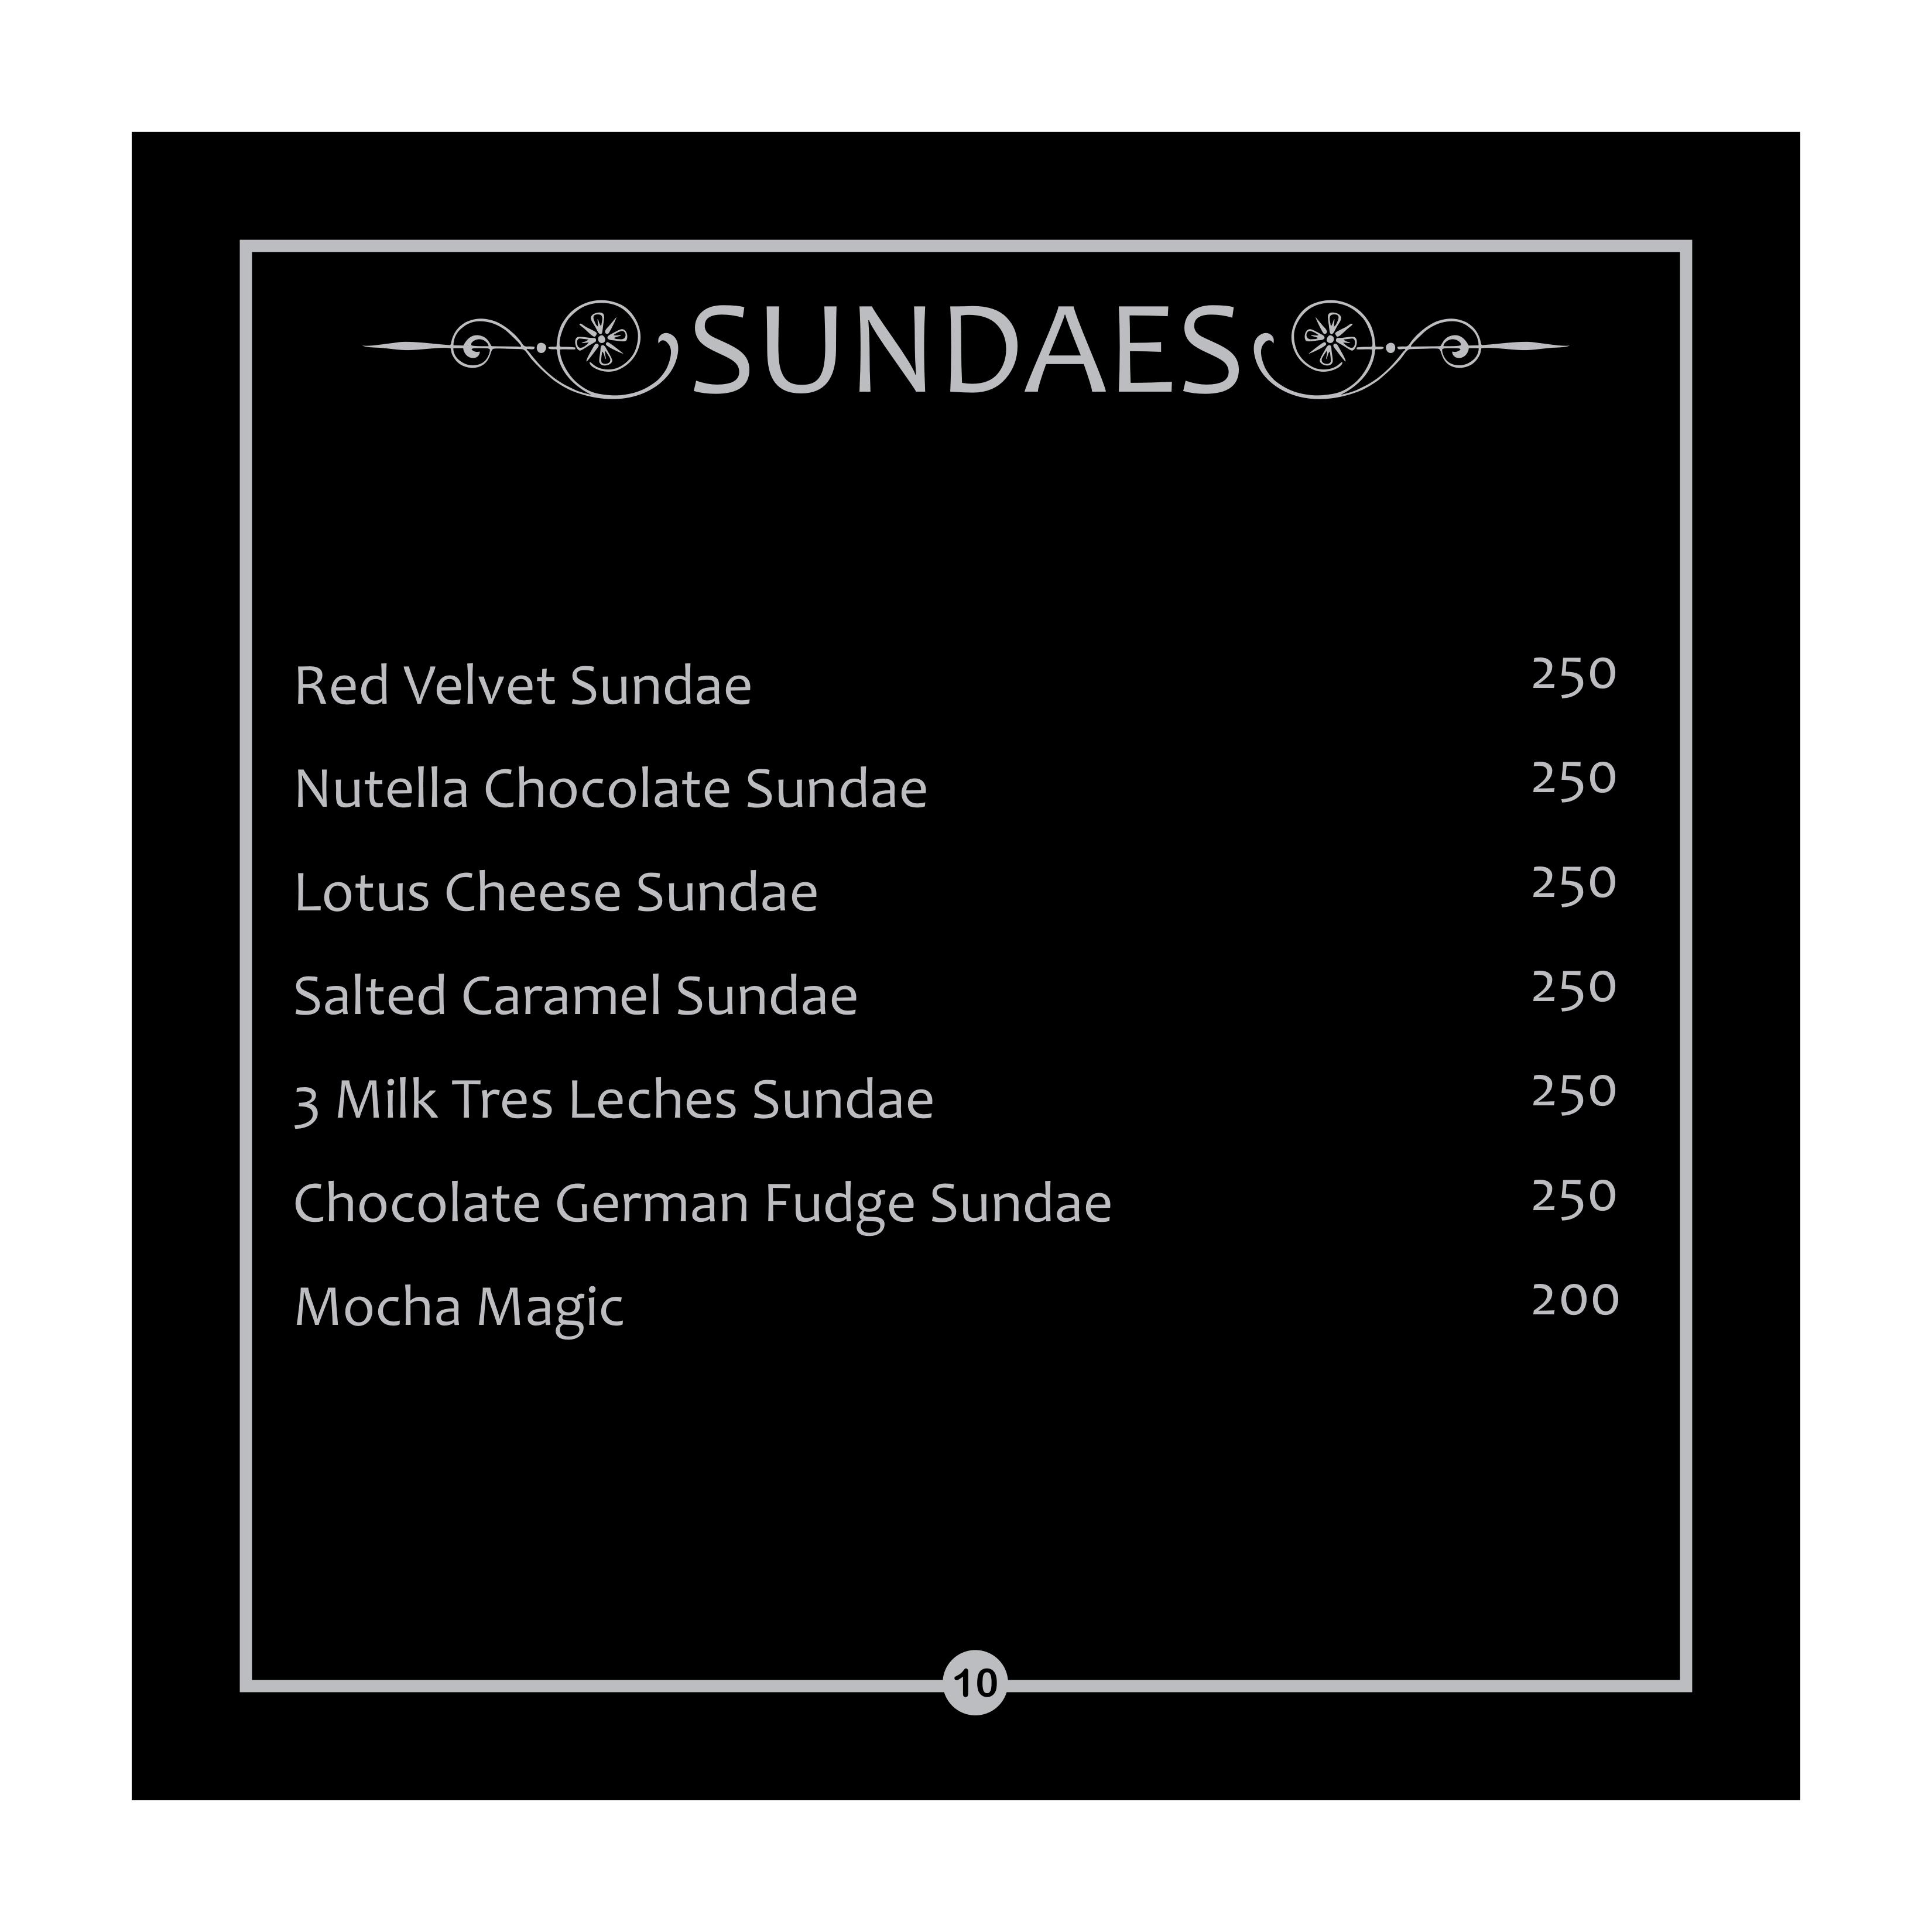 SUNDAES
Red Velvet Sundae 250
Nutella Chocolate Sundae 250
Lotus Cheese Sundae 250
Salted Caramel Sundae 250
3 Milk Tres Leches Sundae 250
Chocolate German Fudge Sundae 250
Mocha Magic 200
10